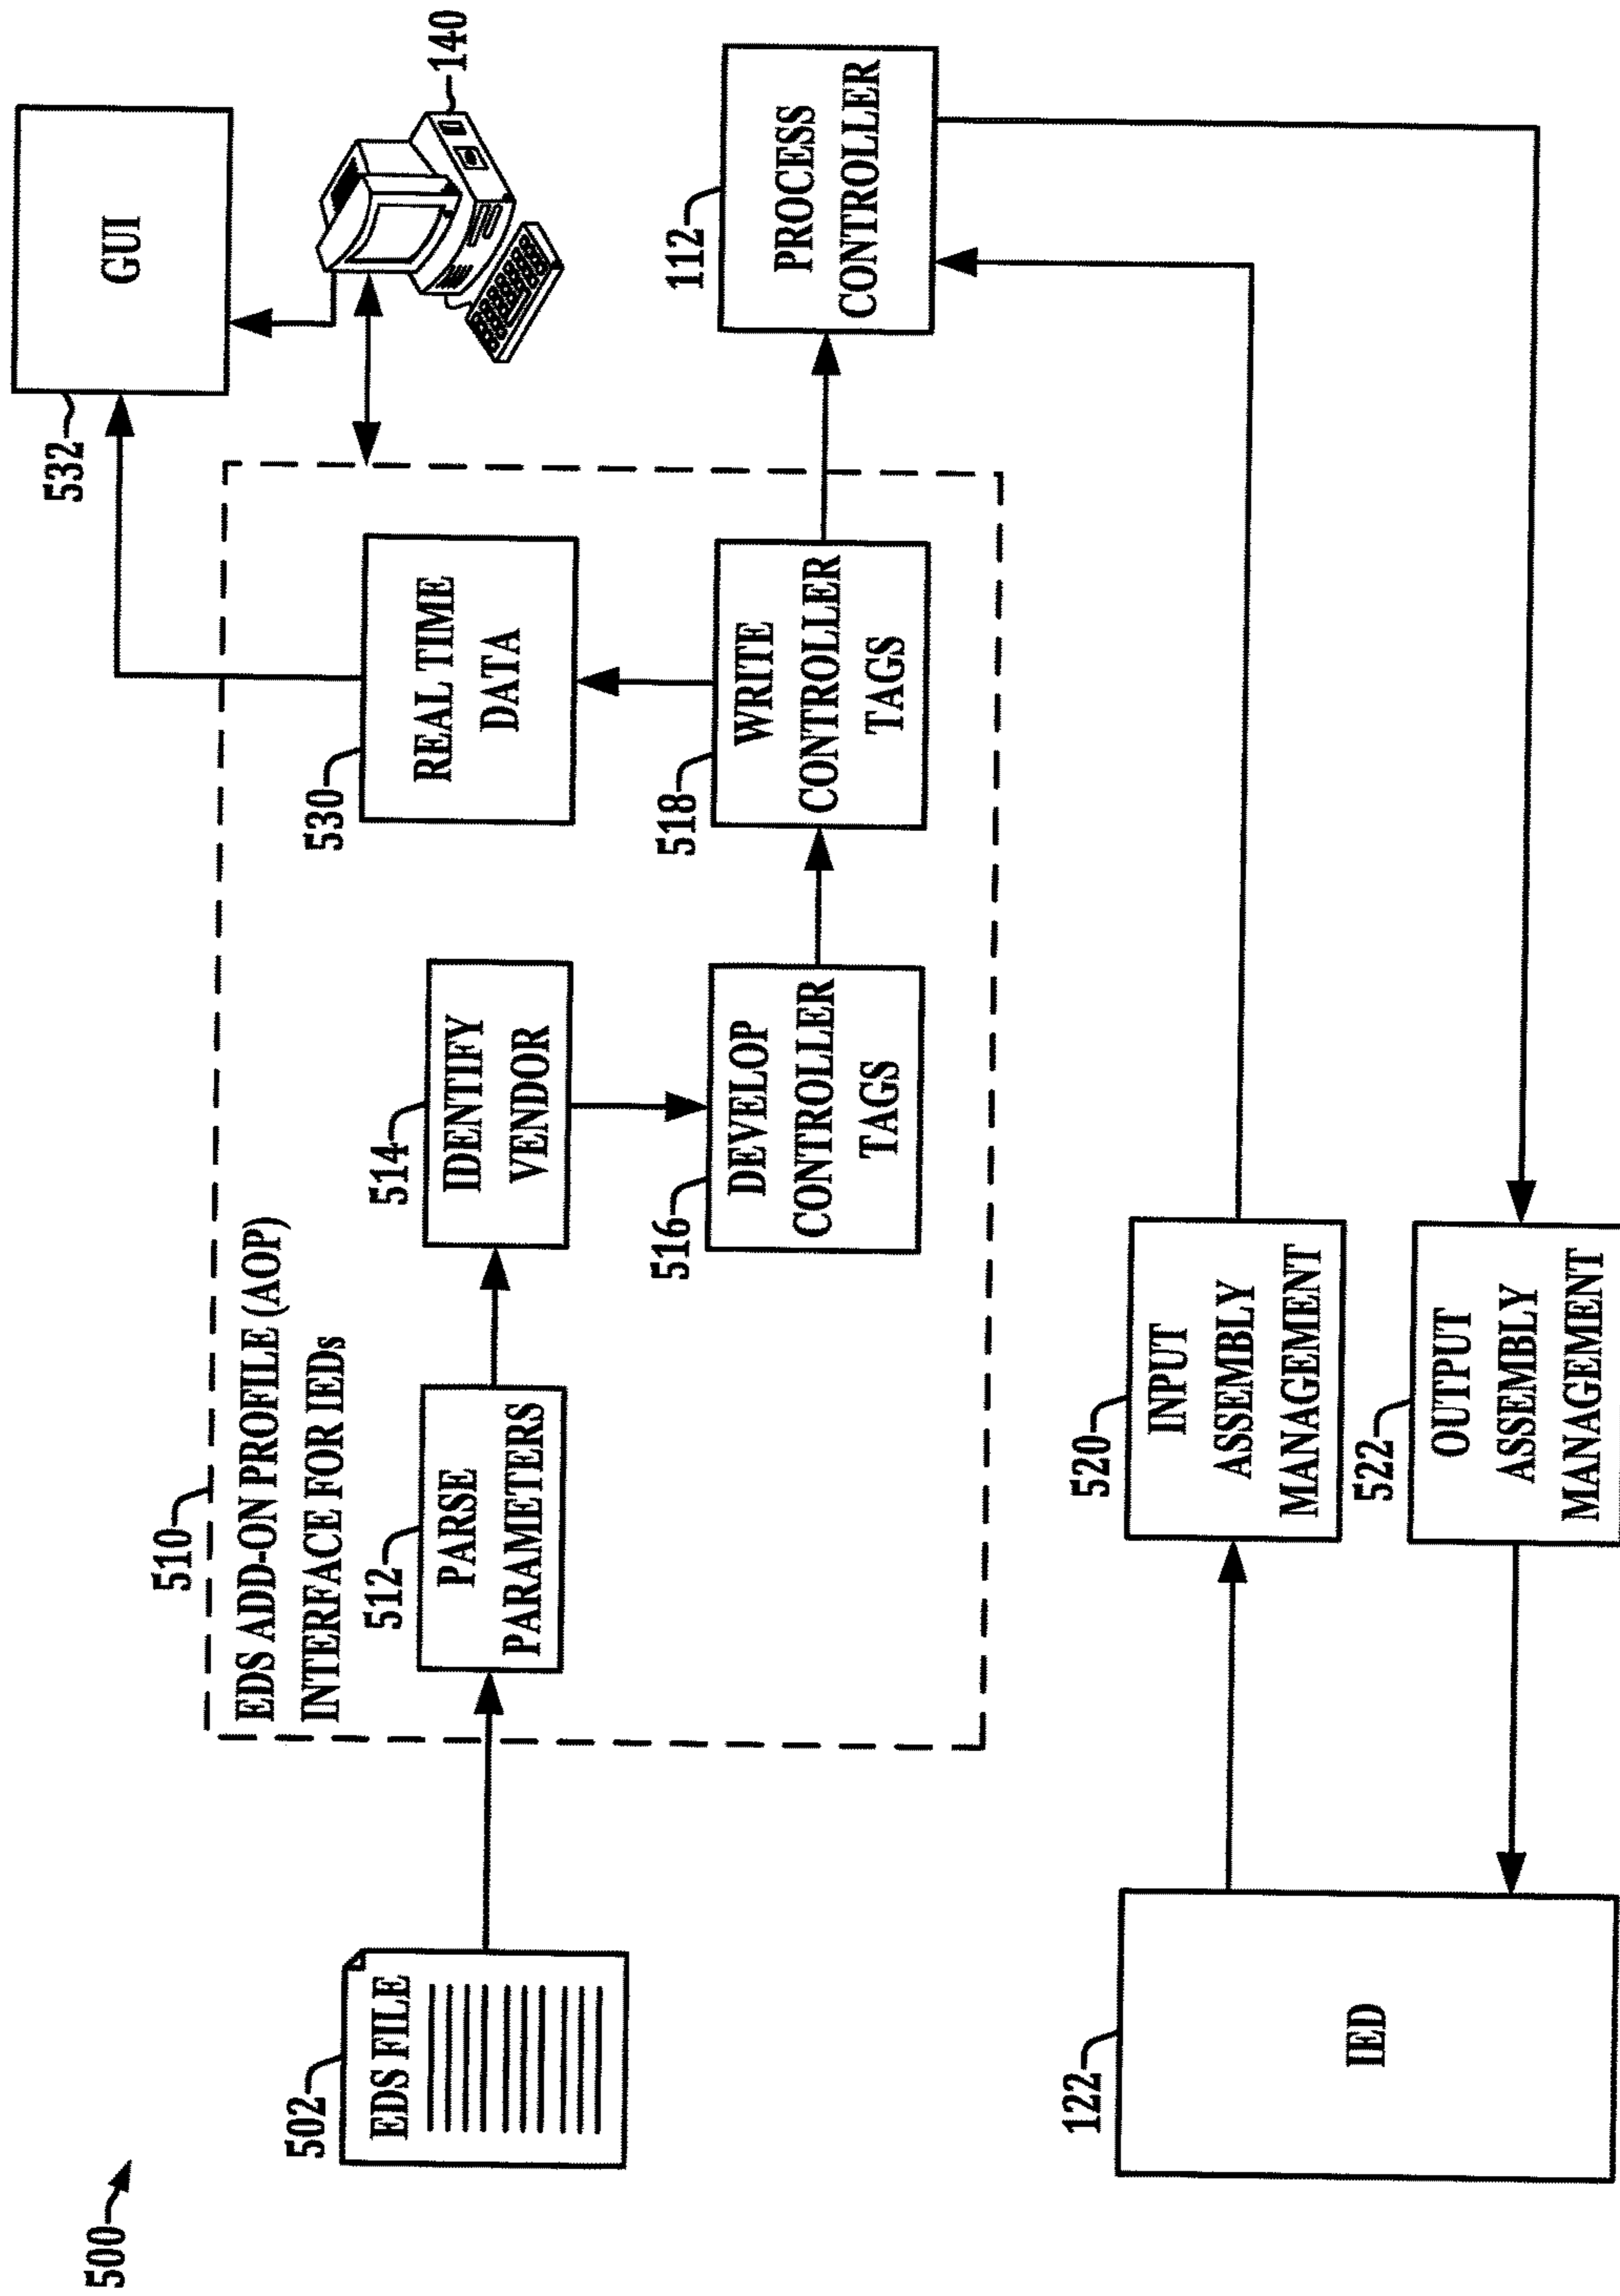 500
502
EDS FILE
510
EDS ADD-ON PROFILE (AOP)
INTERFACE FOR IEDs
512
PARSE
PARAMETERS
514
IDENTIFY
VENDOR
516
DEVELOP
CONTROLLER
TAGS
518
WRITE
CONTROLLER
TAGS
530
REAL TIME
DATA
532
GUI
140
112
PROCESS
CONTROLLER
122
IED
520
INPUT
ASSEMBLY
MANAGEMENT
522
OUTPUT
ASSEMBLY
MANAGEMENT